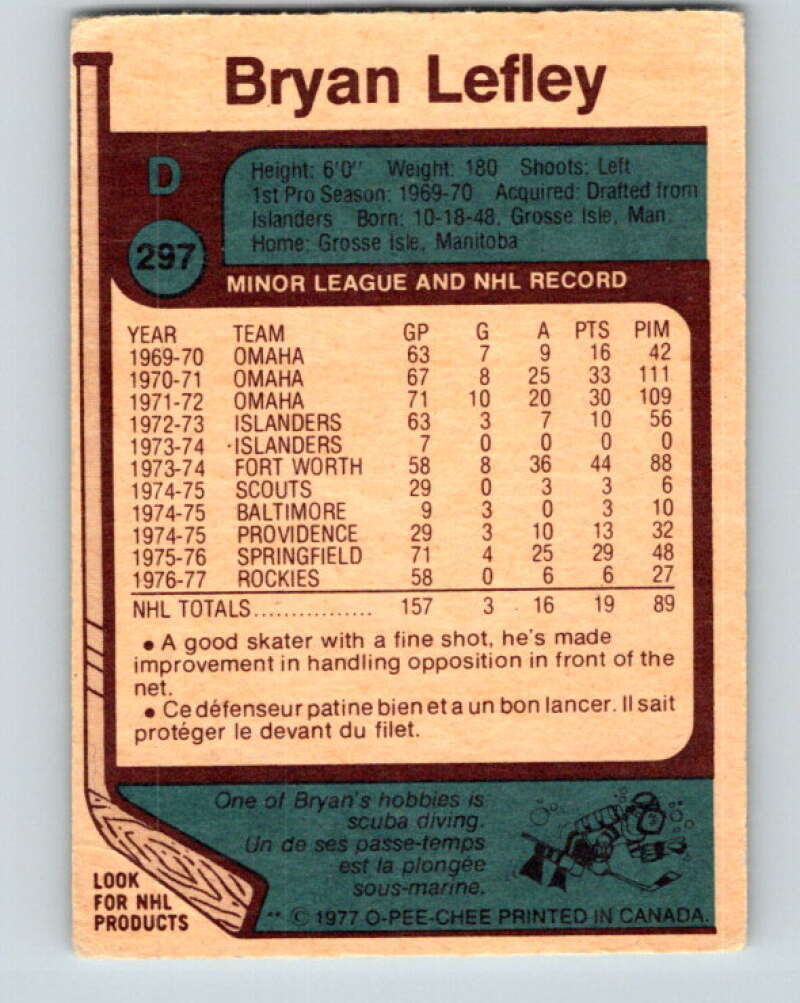 Bryan Lefley
D
297
Height: 6'0" Weight: 180 Shoots: Left
1st Pro Season: 1969-70 Acquired: Drafted from
Islanders Born: 10-18-48, Grosse Isle, Man.
Home: Grosse Isle, Manitoba
MINOR LEAGUE AND NHL RECORD
YEAR TEAM GP G A PTS PIM
1969-70 OMAHA 63 7 9 16 42
1970-71 OMAHA 67 8 25 33 111
1971-72 OMAHA 71 10 20 30 109
1972-73 ISLANDERS 63 3 7 10 56
1973-74 ISLANDERS 7 0 0 0 0
1973-74 FORT WORTH 58 8 36 44 88
1974-75 SCOUTS 29 0 3 3 6
1974-75 BALTIMORE 9 3 0 3 10
1974-75 PROVIDENCE 29 3 10 13 32
1975-76 SPRINGFIELD 71 4 25 29 48
1976-77 ROCKIES 58 0 6 6 27
NHL TOTALS................ 157 3 16 19 89
• A good skater with a fine shot, he's made
improvement in handling opposition in front of the
net.
• Ce défenseur patine bien et a un bon lancer. Il sait
protéger le devant du filet.
One of Bryan's hobbies is
scuba diving.
Un de ses passe-temps
est la plongée
sous-marine.
LOOK
FOR NHL
PRODUCTS
** © 1977 O-PEE-CHEE PRINTED IN CANADA.